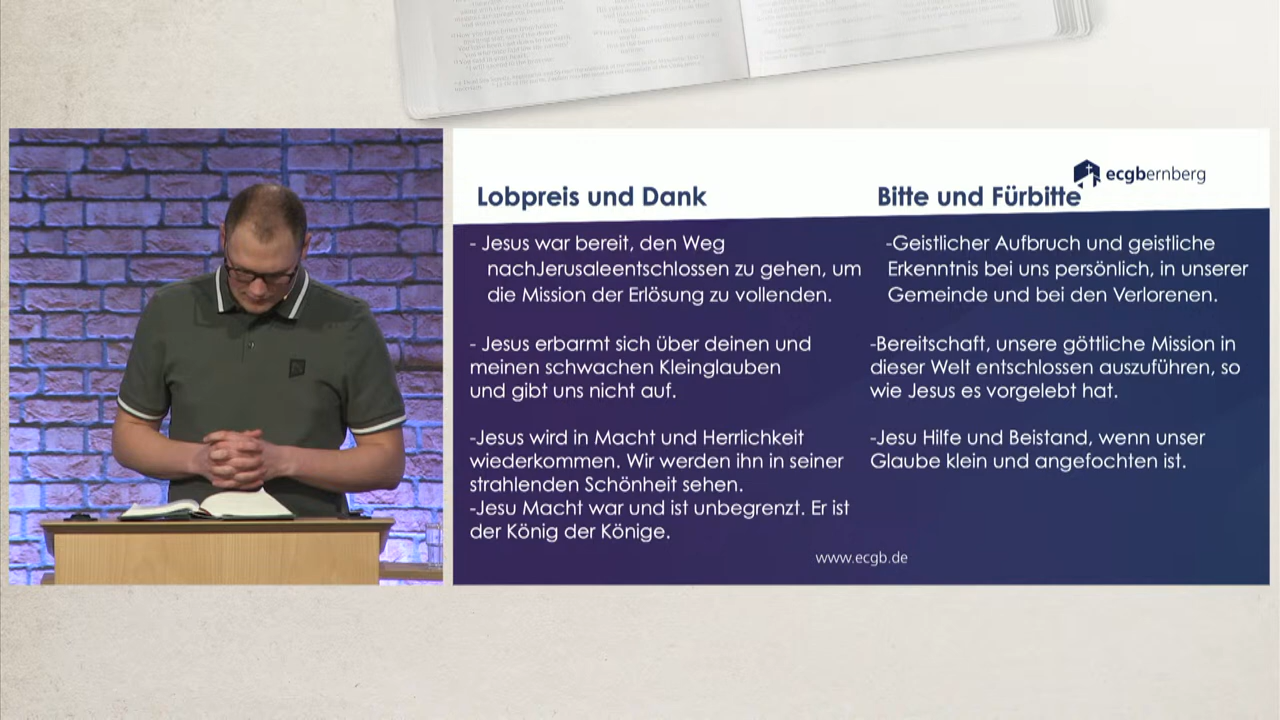 ecgbernberg
Lobpreis und Dank
- Jesus war bereit, den Weg
nachJerusaleentschlossen zu gehen, um
die Mission der Erlösung zu vollenden.
- Jesus erbarmt sich über deinen und
meinen schwachen Kleinglauben
und gibt uns nicht auf.
-Jesus wird in Macht und Herrlichkeit
wiederkommen. Wir werden ihn in seiner
strahlenden Schönheit sehen.
-Jesu Macht war und ist unbegrenzt. Er ist
der König der Könige.
Bitte und Fürbitte
-Geistlicher Aufbruch und geistliche
Erkenntnis bei uns persönlich, in unserer
Gemeinde und bei den Verlorenen.
-Bereitschaft, unsere göttliche Mission in
dieser Welt entschlossen auszuführen, so
wie Jesus es vorgelebt hat.
-Jesu Hilfe und Beistand, wenn unser
Glaube klein und angefochten ist.
www.ecgb.de